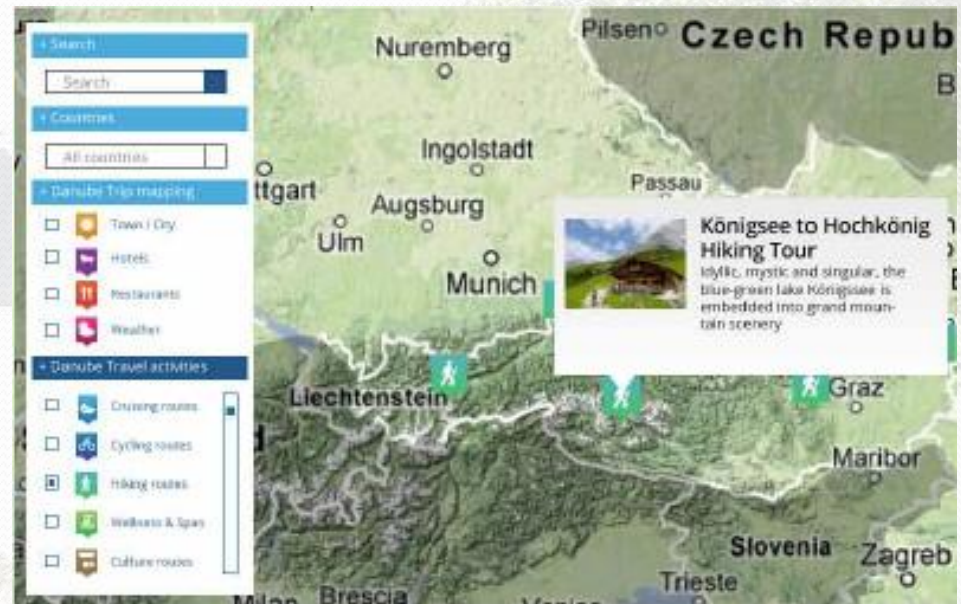 + Search
Search
+ Countries
All countries
+ Danube Trip mapping
Town / City
Hotels
Restaurants
Weather
+ Danube Travel activities
Cruising routes
Cycling routes
Hiking routes
Wellness & Spas
Culture routes
Nuremberg
Pilsen
Czech Repub
B
Ingolstadt
ttgart
Augsburg
Passau
Ulm
Munich
Königsee to Hochkönig
Hiking Tour
Idyllic, mystic and singular, the
blue-green lake Königssee is
embedded into grand moun-
tain scenery
Liechtenstein
Graz
Maribor
Slovenia
Zagreb
Trieste
Milan
Brescia
Venice